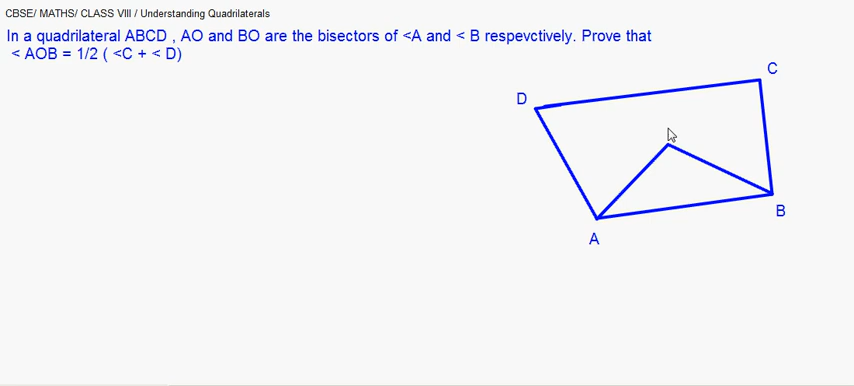 CBSE/ MATHS/ CLASS VIII / Understanding Quadrilaterals
In a quadrilateral ABCD , AO and BO are the bisectors of <A and < B respevctively. Prove that
< AOB = 1/2 ( <C + < D)
C
D
B
A